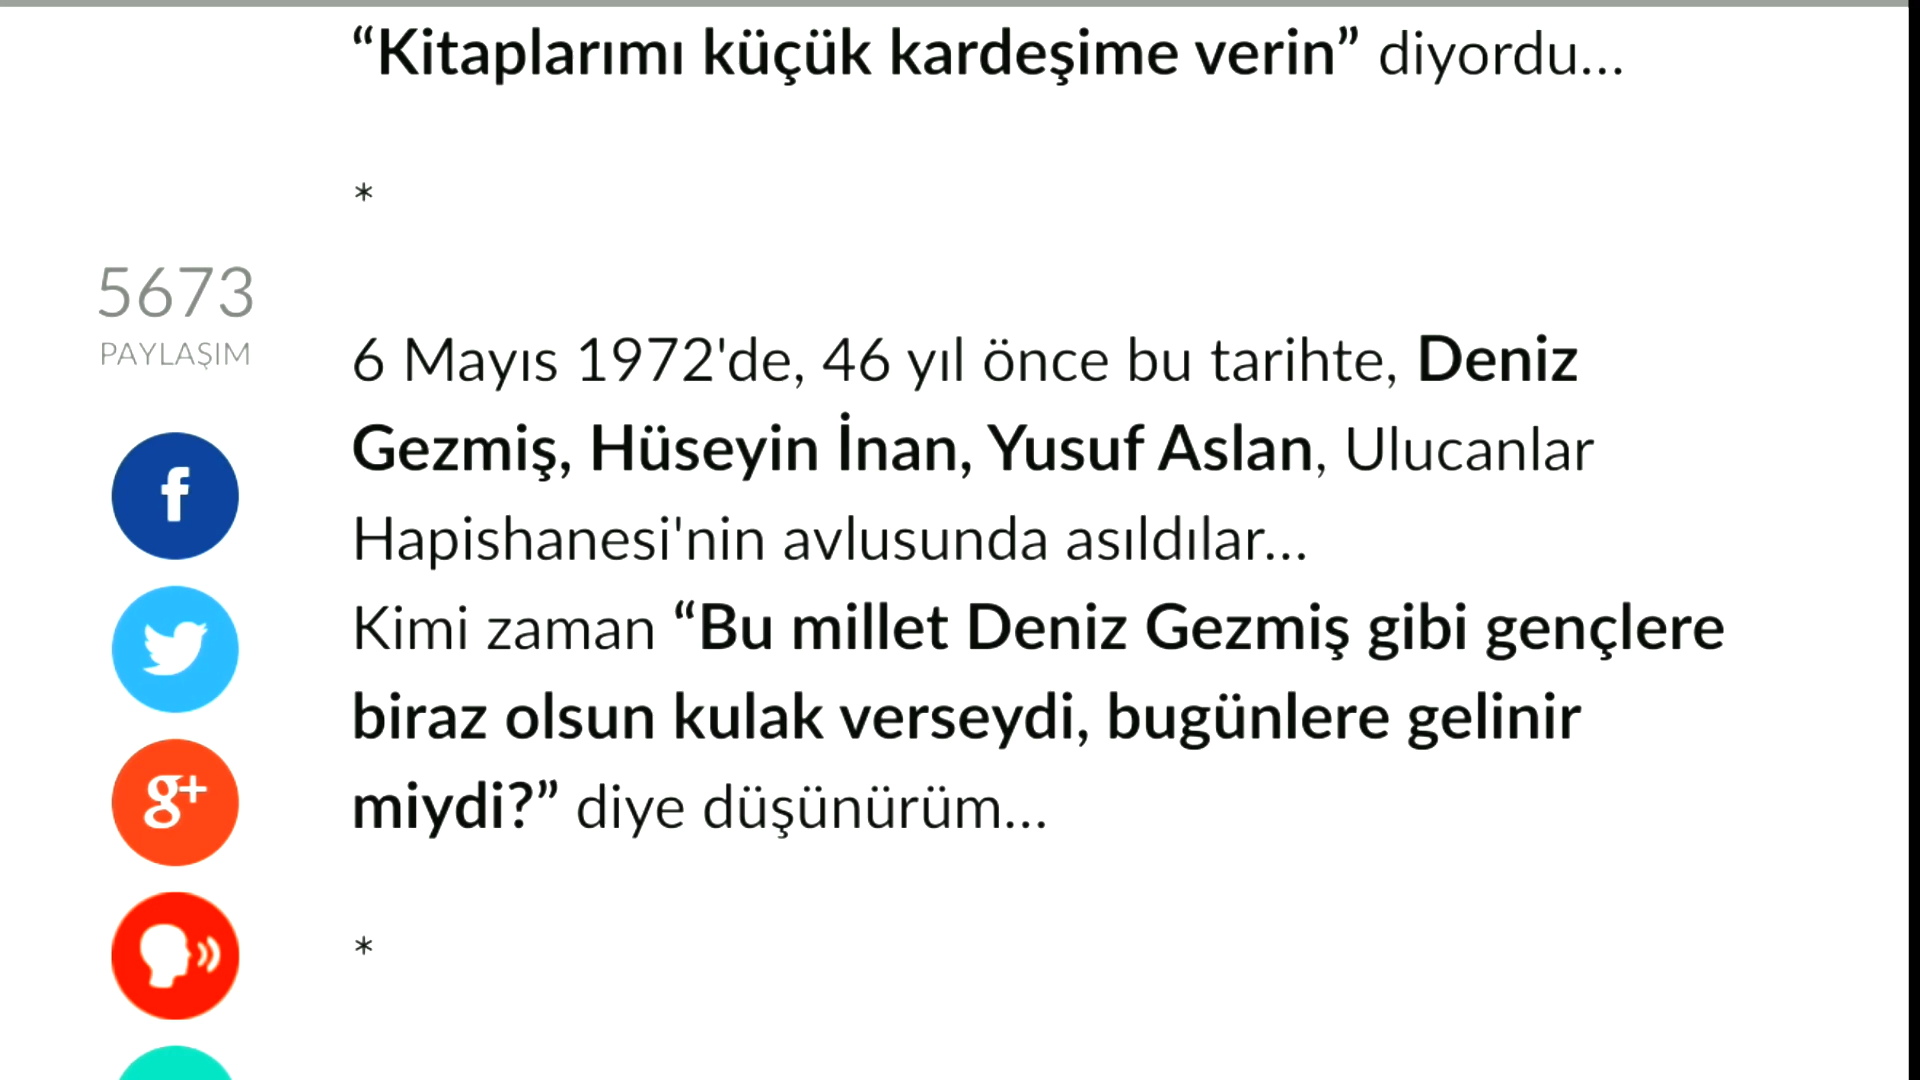 “Kitaplarımı küçük kardeşime verin” diyordu...
*
5673
PAYLAŞIM
6 Mayıs 1972'de, 46 yıl önce bu tarihte, Deniz
Gezmiş, Hüseyin İnan, Yusuf Aslan, Ulucanlar
Hapishanesi'nin avlusunda asıldılar...
Kimi zaman “Bu millet Deniz Gezmiş gibi gençlere
biraz olsun kulak verseydi, bugünlere gelinir
miydi?” diye düşünürüm...
*
f
g+